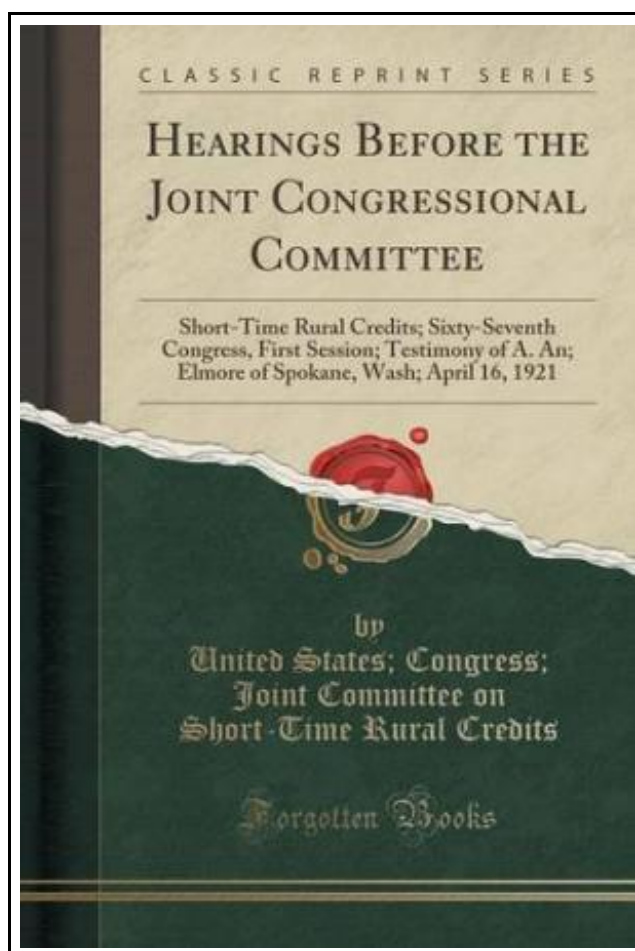 CLASSIC REPRINT SERIES
HEARINGS BEFORE THE
JOINT CONGRESSIONAL
COMMITTEE
Short-Time Rural Credits; Sixty-Seventh
Congress, First Session; Testimony of A. An;
Elmore of Spokane, Wash; April 16, 1921
by
United States; Congress;
Joint Committee on
Short-Time Rural Credits
Forgotten Books